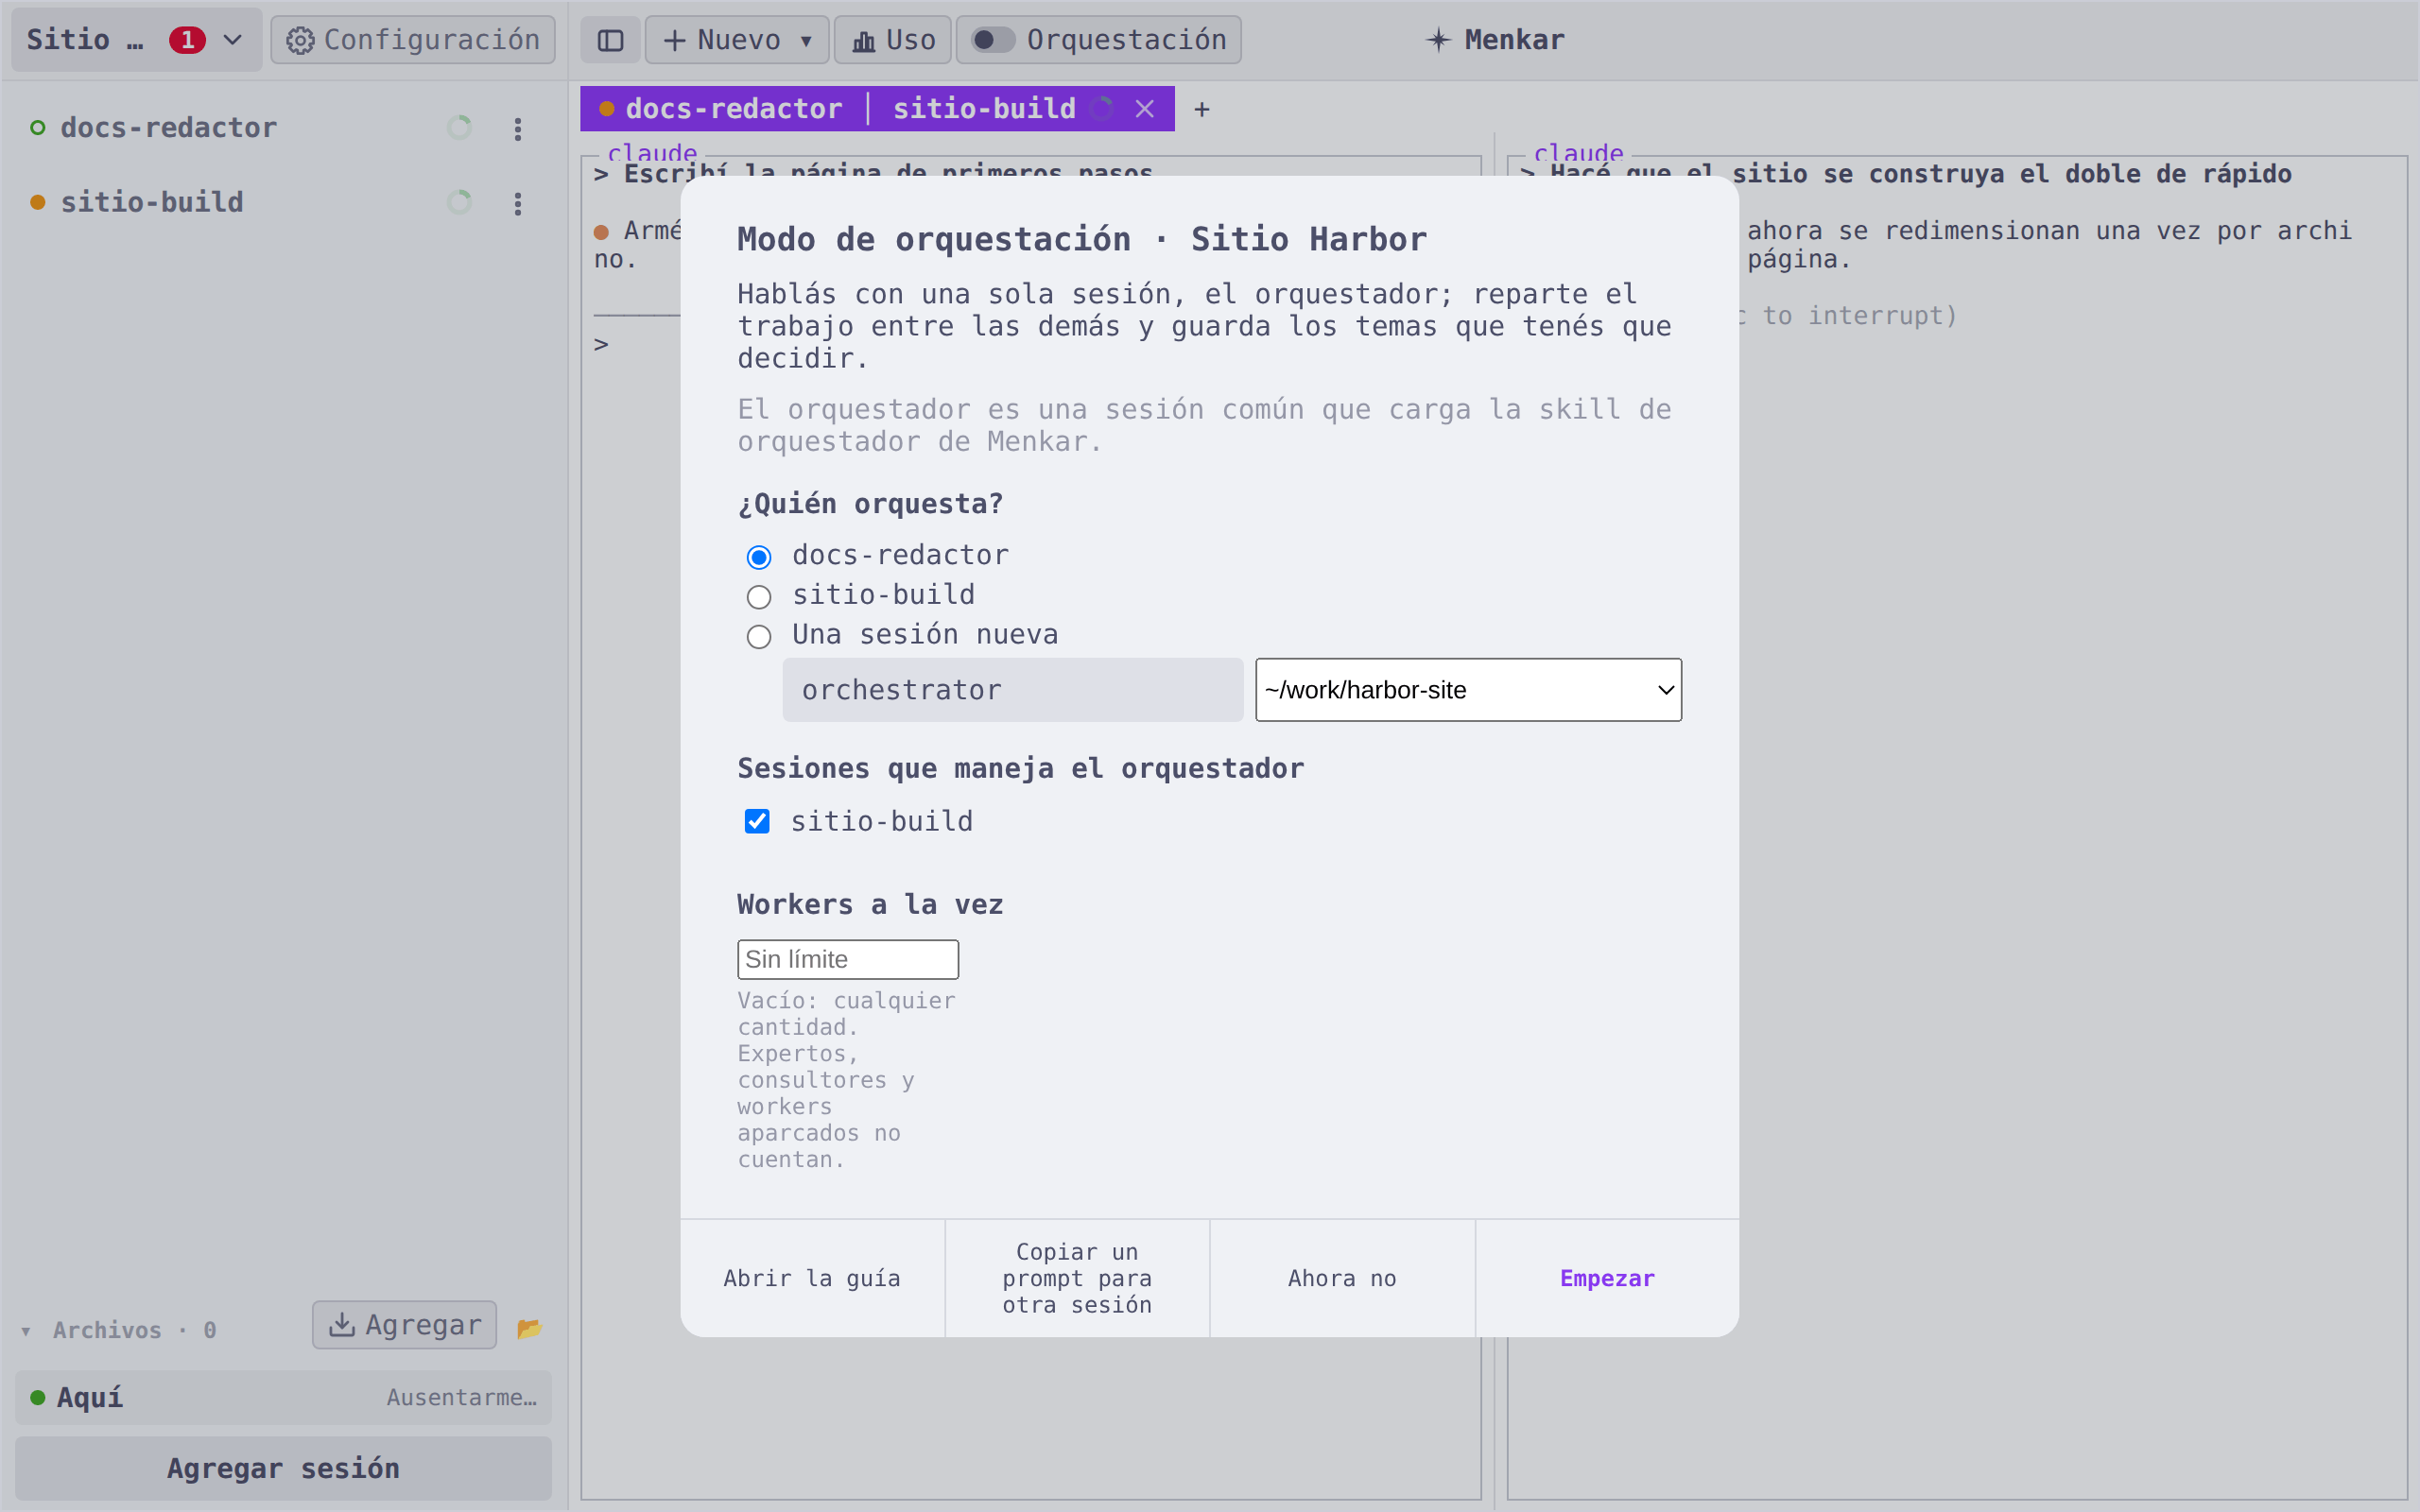 Sitio … 1
Configuración
Nuevo ▾
Uso
Orquestación
Menkar
docs-redactor
sitio-build
docs-redactor │ sitio-build
+
claude
> Escribí la página de primeros pasos
Armé
no.
>
claude
> Hacé que el sitio se construya el doble de rápido
ahora se redimensionan una vez por archi
página.
c to interrupt)
Modo de orquestación · Sitio Harbor
Hablás con una sola sesión, el orquestador; reparte el
trabajo entre las demás y guarda los temas que tenés que
decidir.
El orquestador es una sesión común que carga la skill de
orquestador de Menkar.
¿Quién orquesta?
docs-redactor
sitio-build
Una sesión nueva
orchestrator
~/work/harbor-site
Sesiones que maneja el orquestador
sitio-build
Workers a la vez
Sin límite
Vacío: cualquier
cantidad.
Expertos,
consultores y
workers
aparcados no
cuentan.
Abrir la guía
Copiar un
prompt para
otra sesión
Ahora no
Empezar
▾ Archivos · 0
Agregar
Aquí
Ausentarme…
Agregar sesión